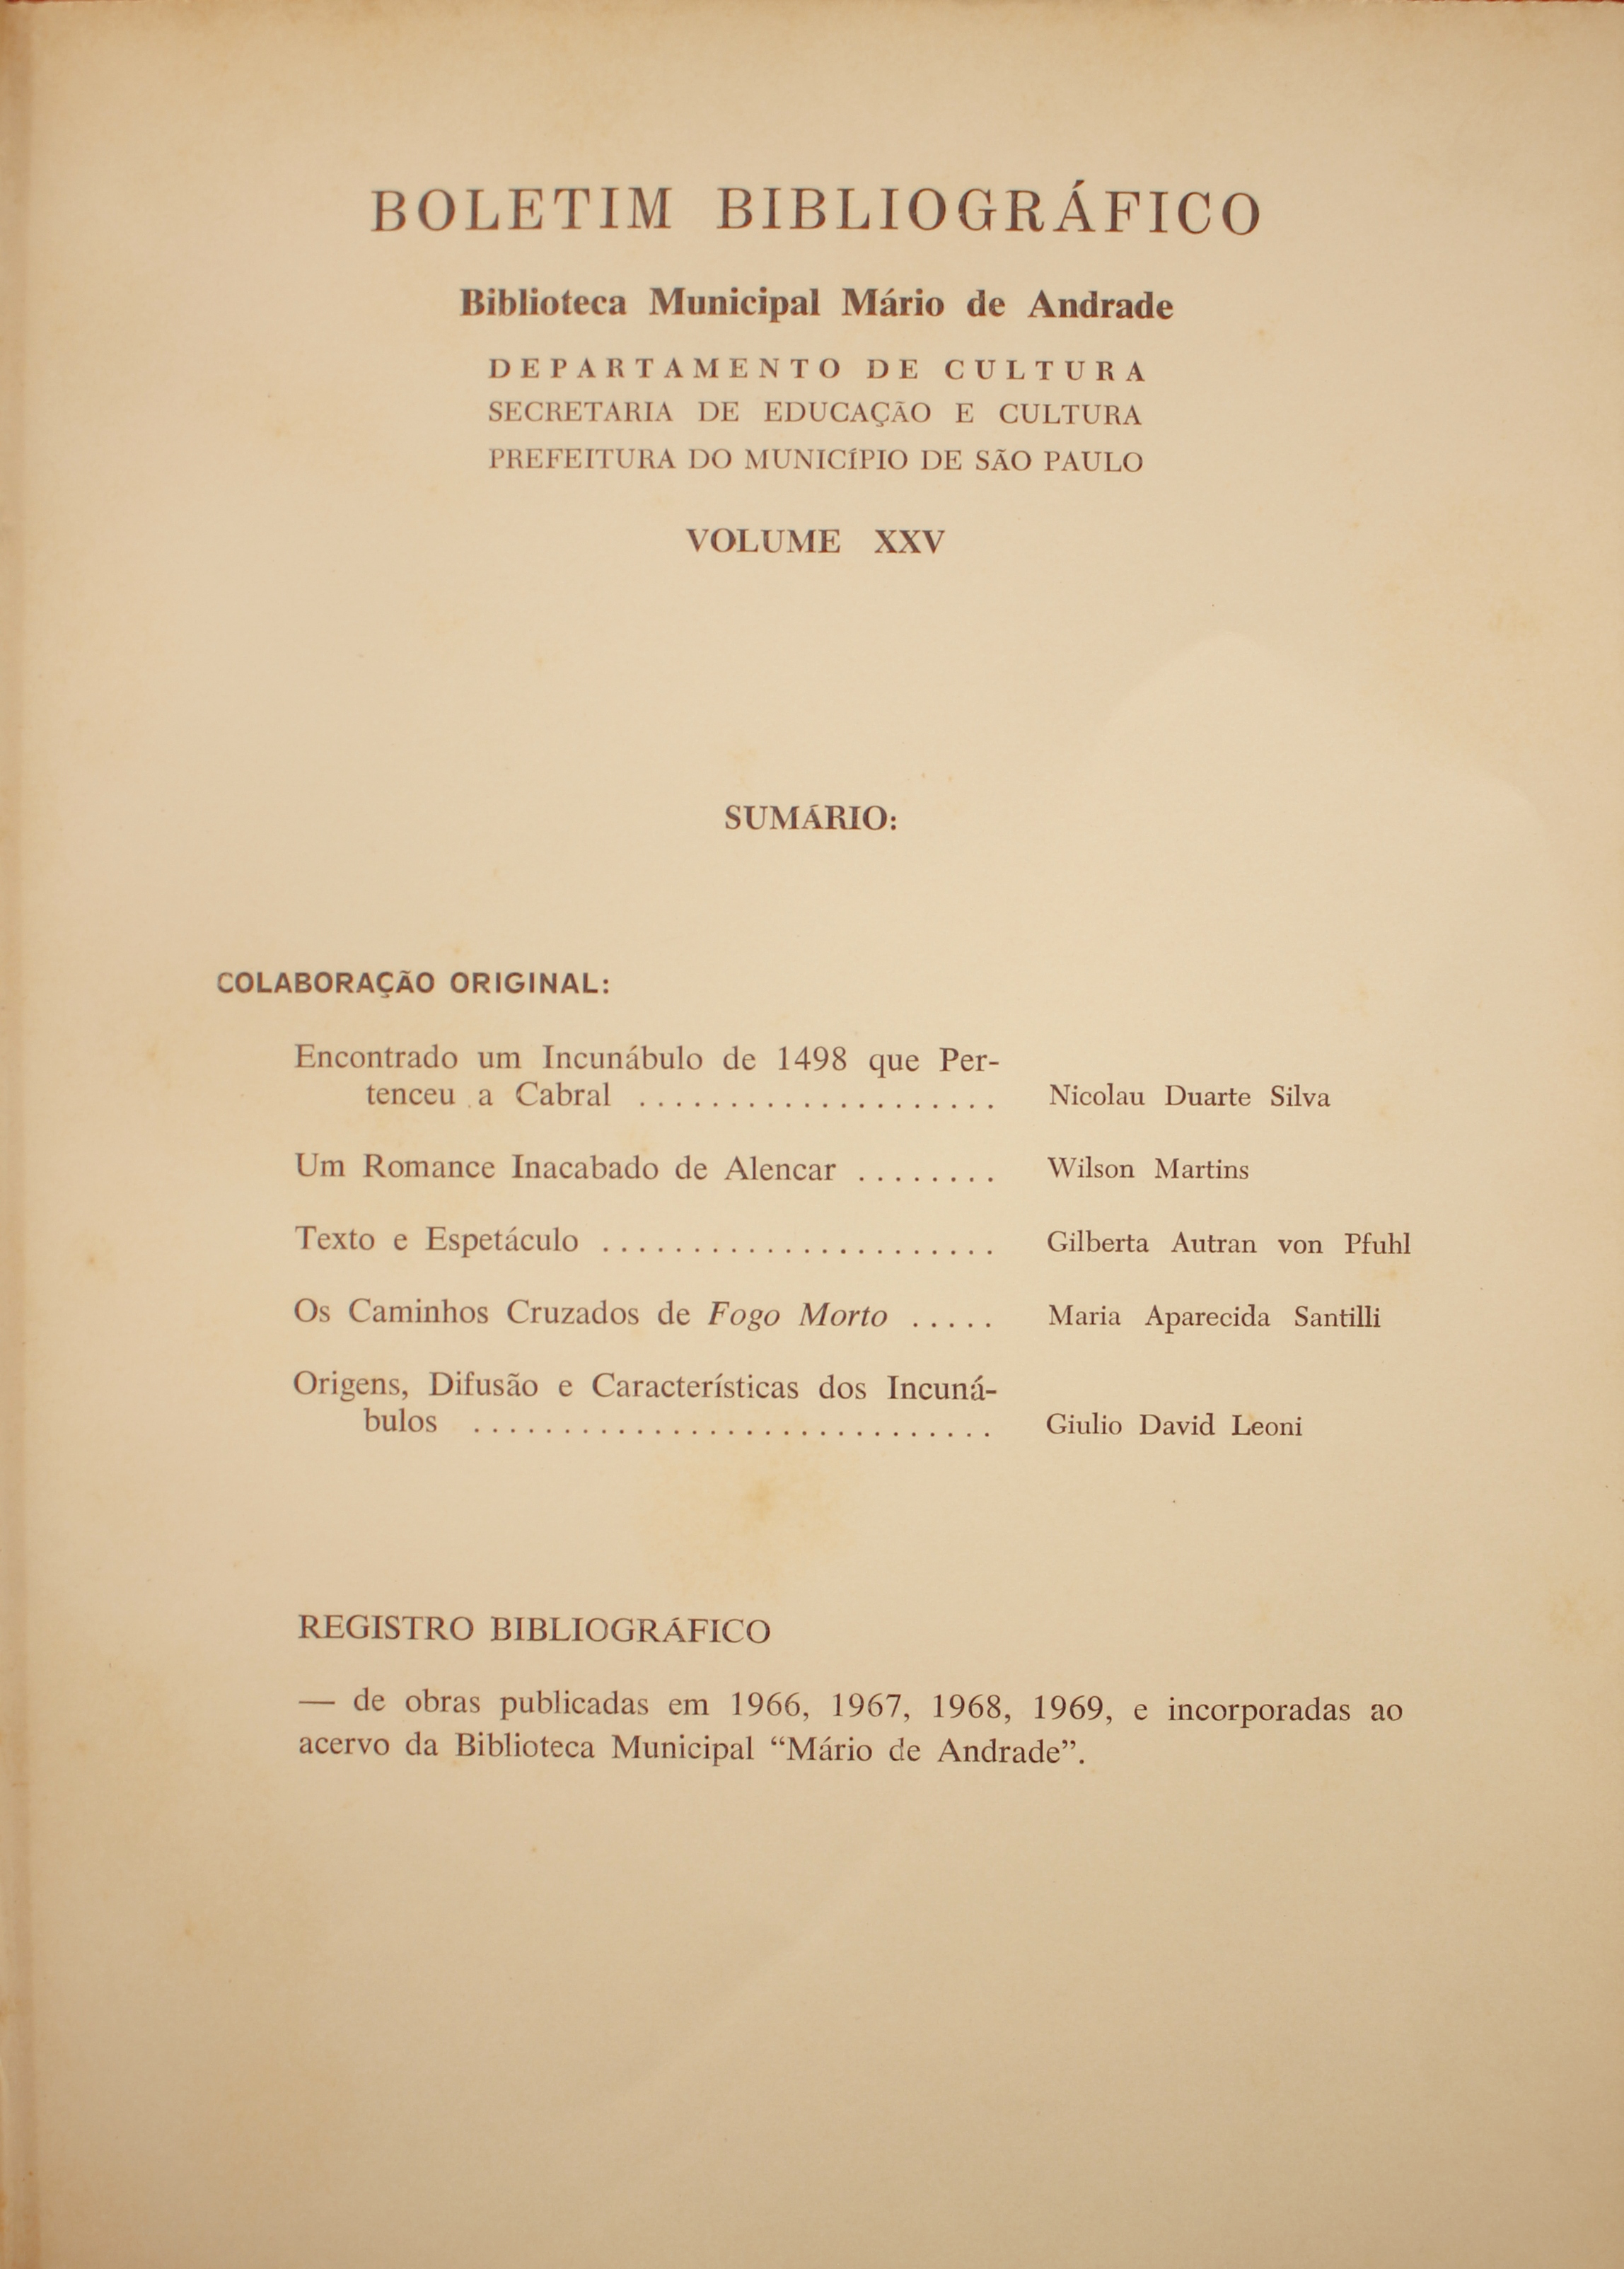 BOLETIM BIBLIOGRÁFICO
Biblioteca Municipal Mário de Andrade
DEPARTAMENTO DE CULTURA
SECRETARIA DE EDUCAÇÃO E CULTURA
PREFEITURA DO MUNICÍPIO DE SÃO PAULO
VOLUME XXV
SUMÁRIO:
COLABORAÇÃO ORIGINAL:
Encontrado um Incunábulo de 1498 que Per-
tenceu a Cabral .................... Nicolau Duarte Silva
Um Romance Inacabado de Alencar ........ Wilson Martins
Texto e Espetáculo ...................... Gilberta Autran von Pfuhl
Os Caminhos Cruzados de Fogo Morto ..... Maria Aparecida Santilli
Origens, Difusão e Características dos Incuná-
bulos ............................. Giulio David Leoni
REGISTRO BIBLIOGRÁFICO
— de obras publicadas em 1966, 1967, 1968, 1969, e incorporadas ao
acervo da Biblioteca Municipal “Mário de Andrade”.